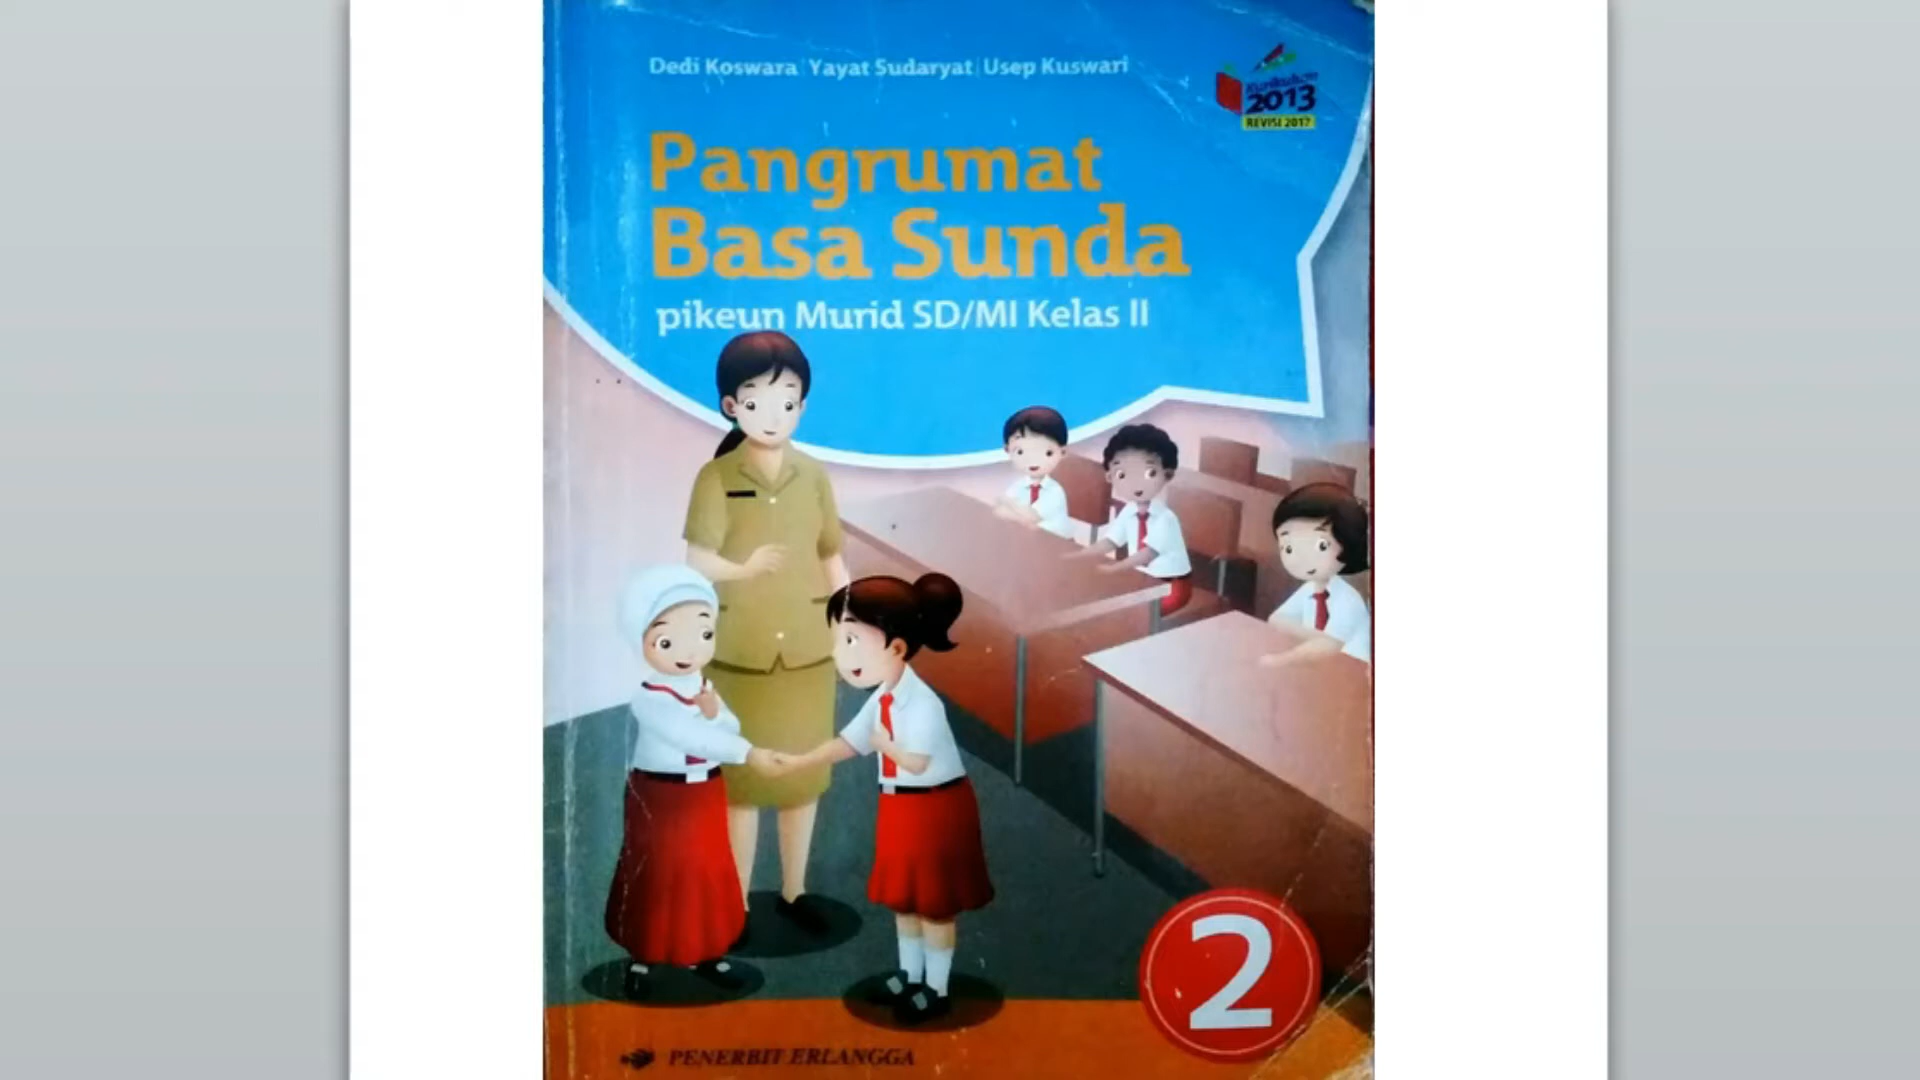 Dedi Koswara Yayat Sudaryat Usep Kuswari
Kurikulum
2013
REVISI 2017
Pangrumat
Basa Sunda
pikeun Murid SD/MI Kelas II
2
PENERBIT ERLANGGA